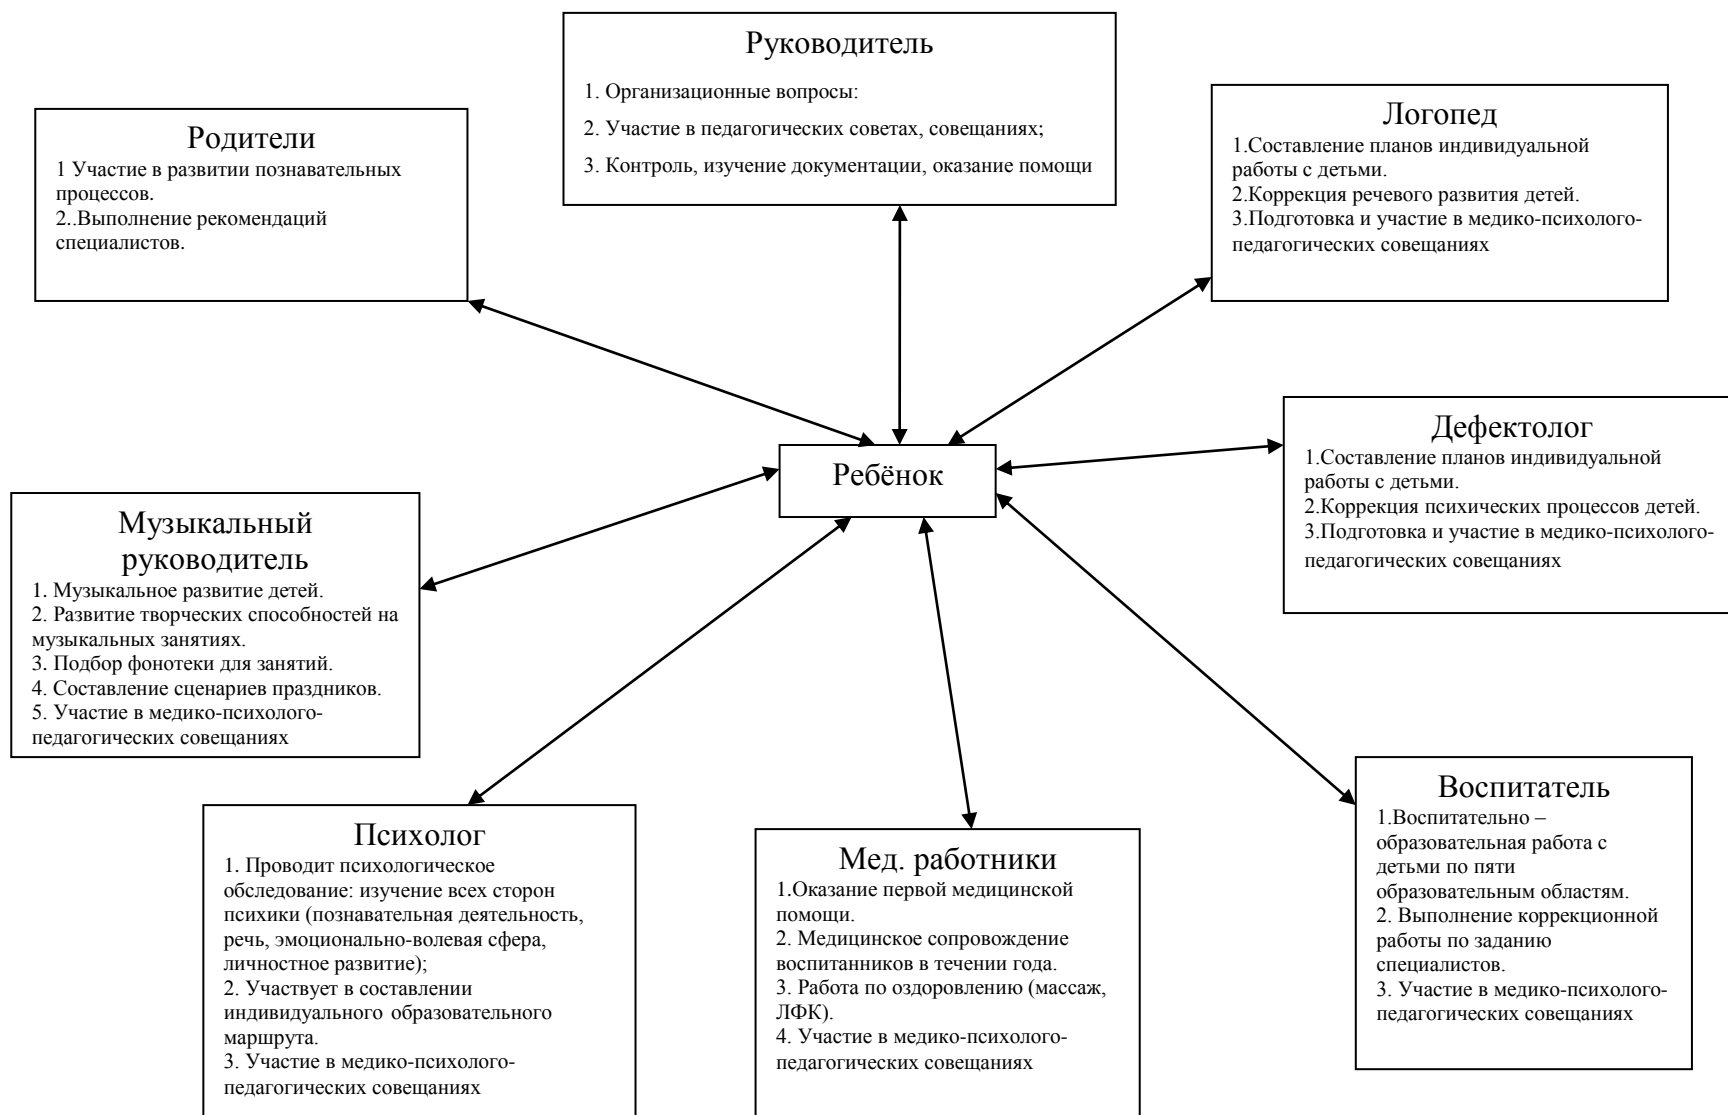 Руководитель
1. Организационные вопросы:
2. Участие в педагогических советах, совещаниях;
3. Контроль, изучение документации, оказание помощи
Родители
1 Участие в развитии познавательных
процессов.
2..Выполнение рекомендаций
специалистов.
Логопед
1.Составление планов индивидуальной
работы с детьми.
2.Коррекция речевого развития детей.
3.Подготовка и участие в медико-психолого-
педагогических совещаниях
Ребёнок
Дефектолог
1.Составление планов индивидуальной
работы с детьми.
2.Коррекция психических процессов детей.
3.Подготовка и участие в медико-психолого-
педагогических совещаниях
Музыкальный
руководитель
1. Музыкальное развитие детей.
2. Развитие творческих способностей на
музыкальных занятиях.
3. Подбор фонотеки для занятий.
4. Составление сценариев праздников.
5. Участие в медико-психолого-
педагогических совещаниях
Психолог
1. Проводит психологическое
обследование: изучение всех сторон
психики (познавательная деятельность,
речь, эмоционально-волевая сфера,
личностное развитие);
2. Участвует в составлении
индивидуального образовательного
маршрута.
3. Участие в медико-психолого-
педагогических совещаниях
Мед. работники
1.Оказание первой медицинской
помощи.
2. Медицинское сопровождение
воспитанников в течении года.
3. Работа по оздоровлению (массаж,
ЛФК).
4. Участие в медико-психолого-
педагогических совещаниях
Воспитатель
1.Воспитательно –
образовательная работа с
детьми по пяти
образовательным областям.
2. Выполнение коррекционной
работы по заданию
специалистов.
3. Участие в медико-психолого-
педагогических совещаниях